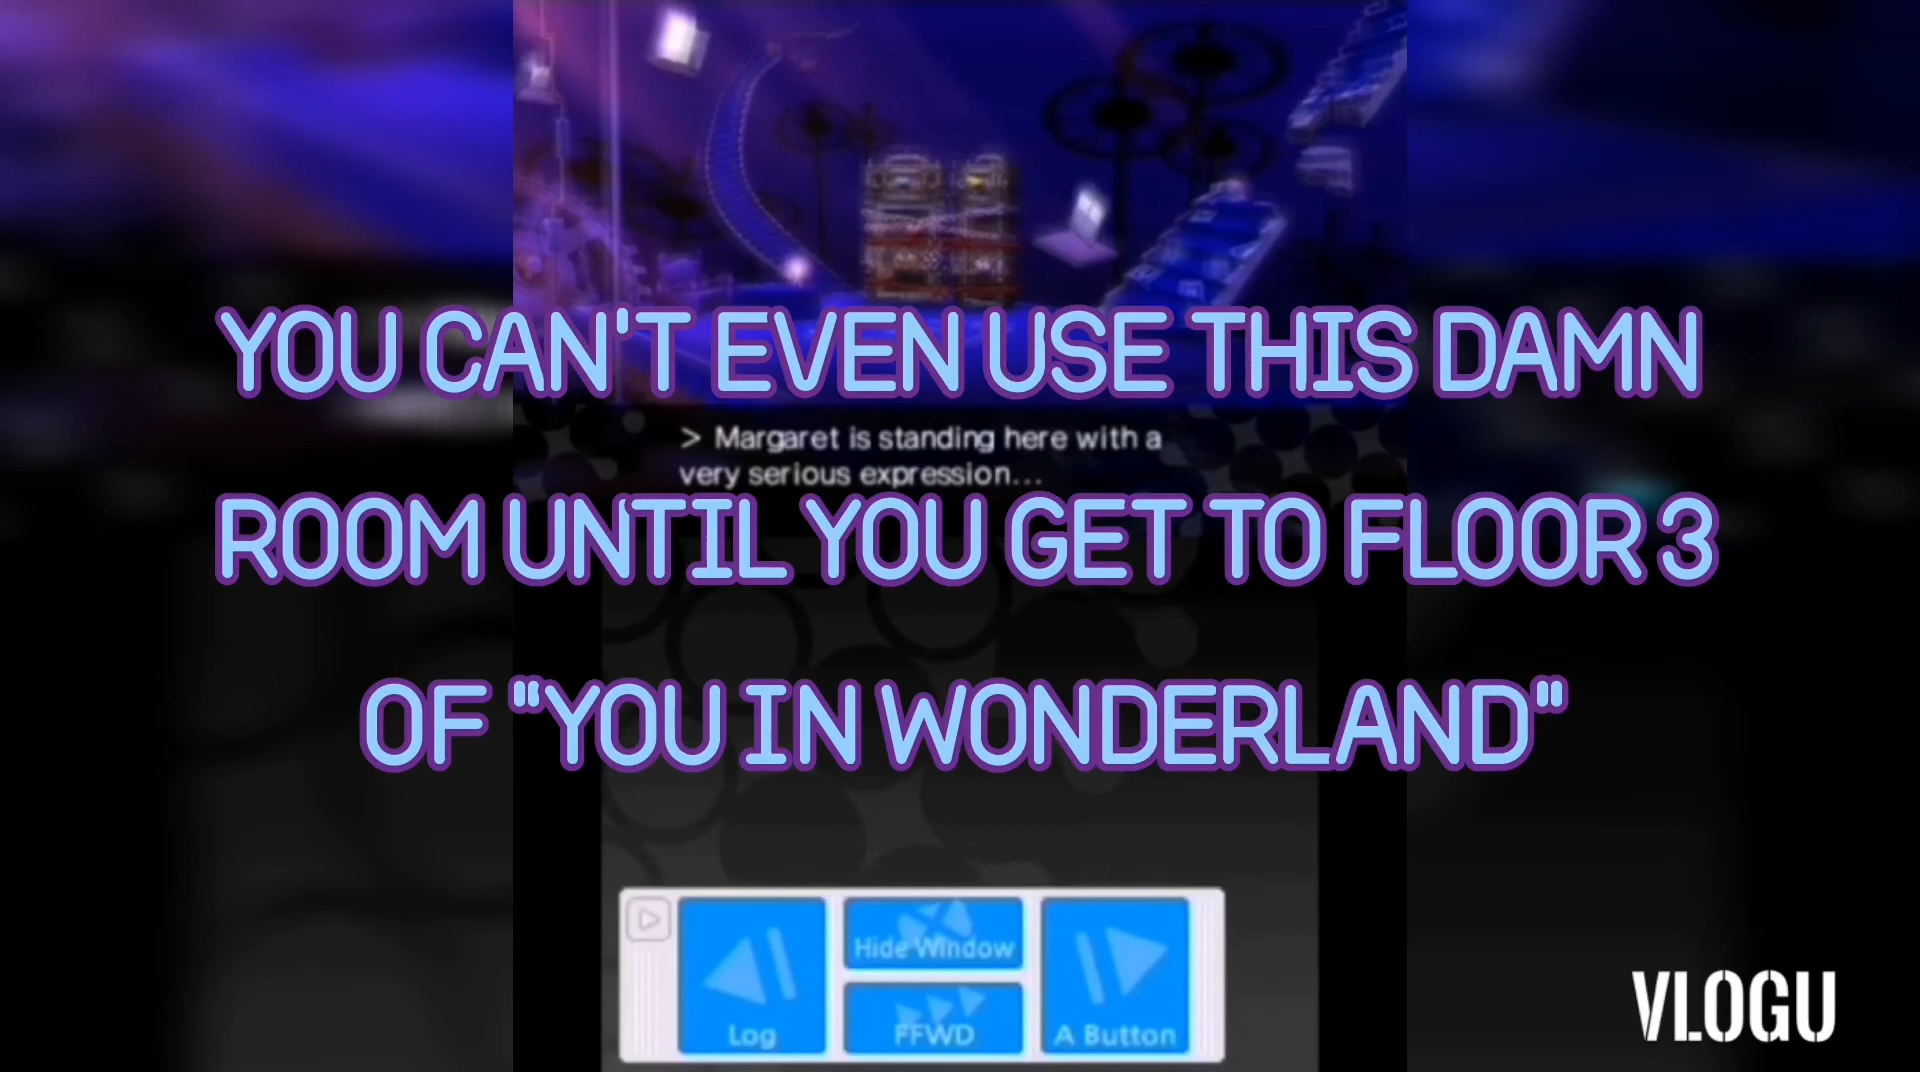 YOU CAN'T EVEN USE THIS DAMN
> Margaret is standing here with a
very serious expression...
ROOM UNTIL YOU GET TO FLOOR 3
OF "YOU IN WONDERLAND"
Hide Window
Log
FFWD
A Button
VLOGU